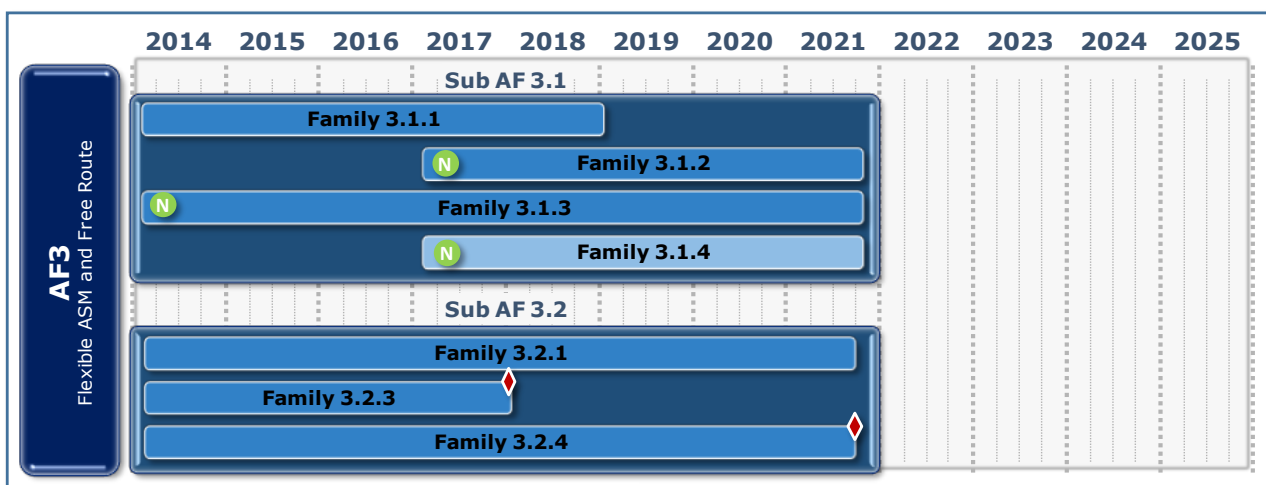 2014 2015 2016 2017 2018 2019 2020 2021 2022 2023 2024 2025
AF3
Flexible ASM and Free Route
Sub AF 3.1
Family 3.1.1
N Family 3.1.2
N Family 3.1.3
N Family 3.1.4
Sub AF 3.2
Family 3.2.1
Family 3.2.3
Family 3.2.4